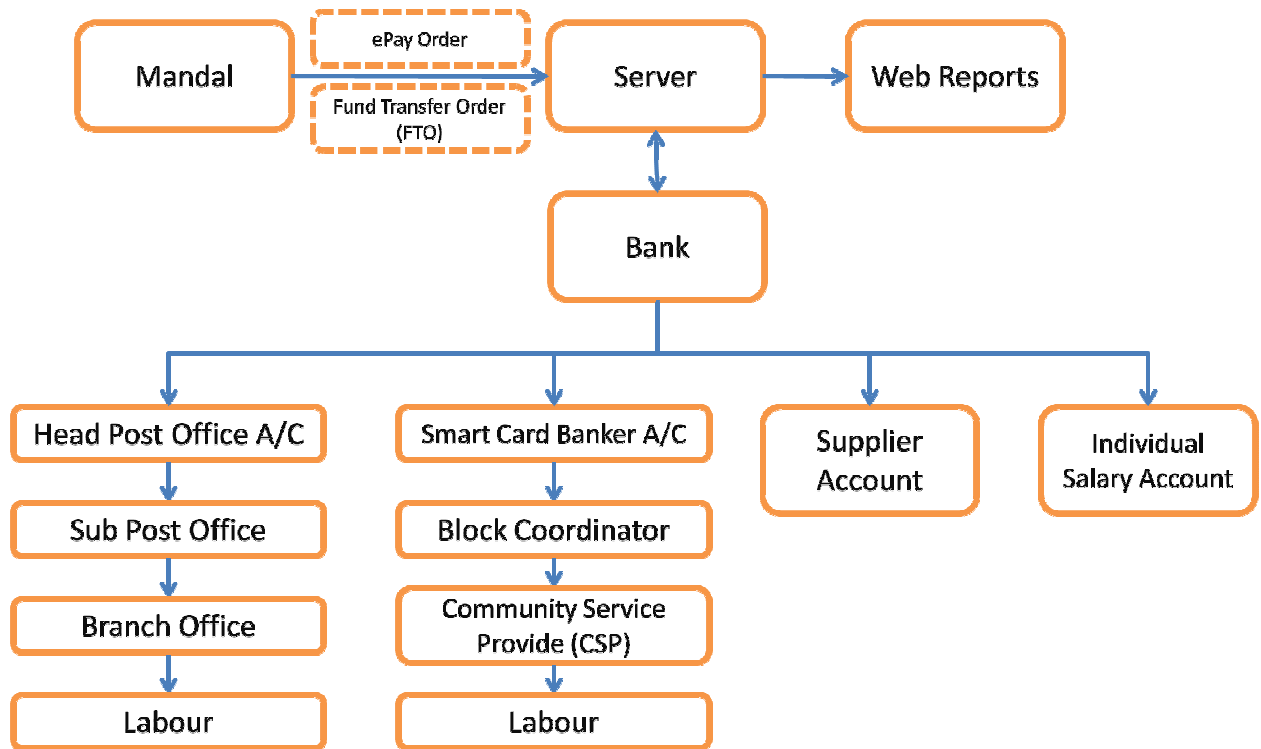 Mandal
ePay Order
Fund Transfer Order
(FTO)
Server
Web Reports
Bank
Head Post Office A/C
Smart Card Banker A/C
Supplier
Account
Individual
Salary Account
Sub Post Office
Block Coordinator
Branch Office
Community Service
Provide (CSP)
Labour
Labour